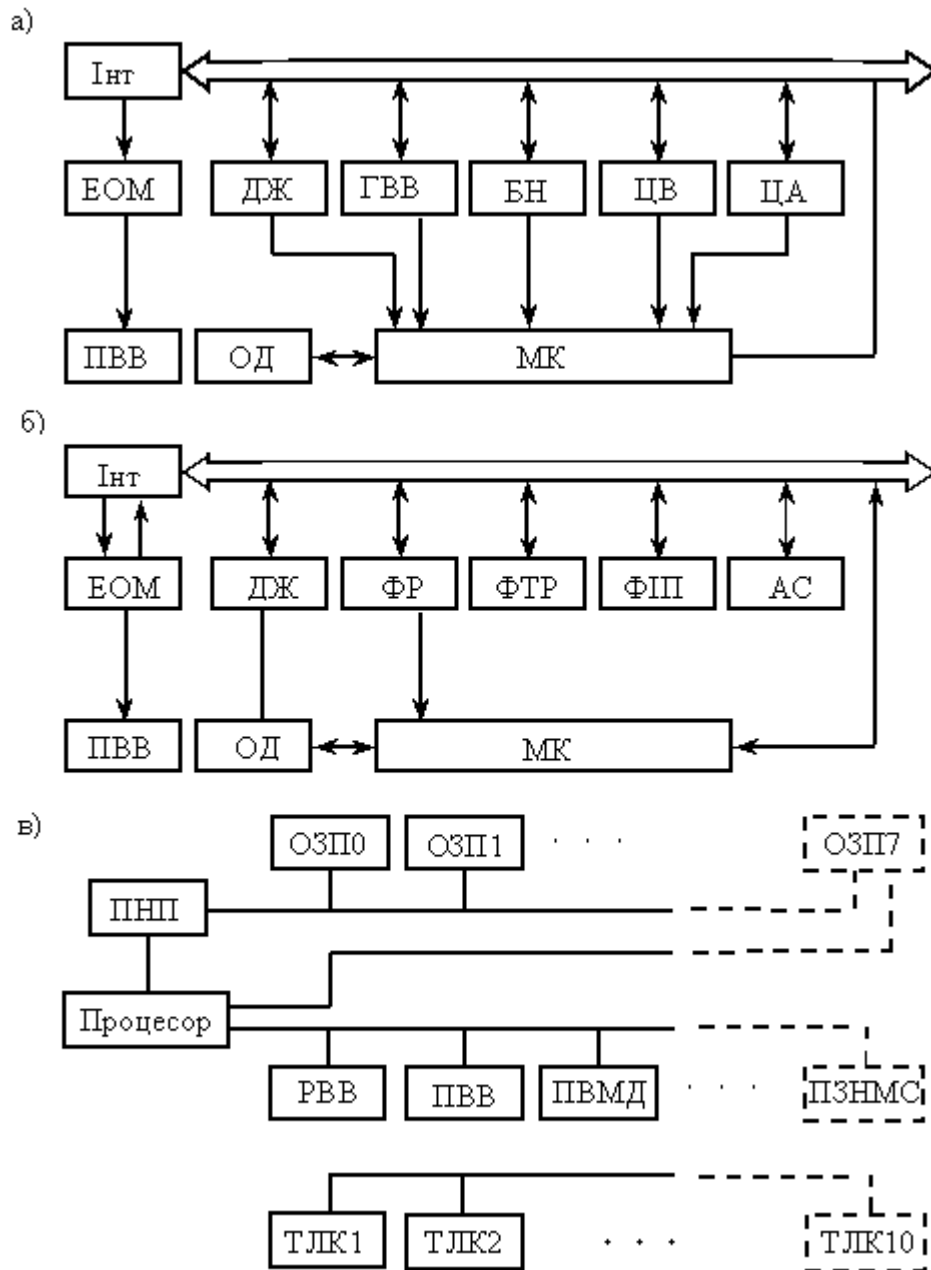 а)
Інт
ЕОМ ДЖ ГВВ БН ЦВ ЦА
ПВВ ОД МК
б)
Інт
ЕОМ ДЖ ФР ФТР ФІП АС
ПВВ ОД МК
в)
ОЗП0 ОЗП1 . . . ОЗП7
ПНП
Процесор
РВВ ПВВ ПВМД . . . ПЗНМС
ТЛК1 ТЛК2 . . . ТЛК10